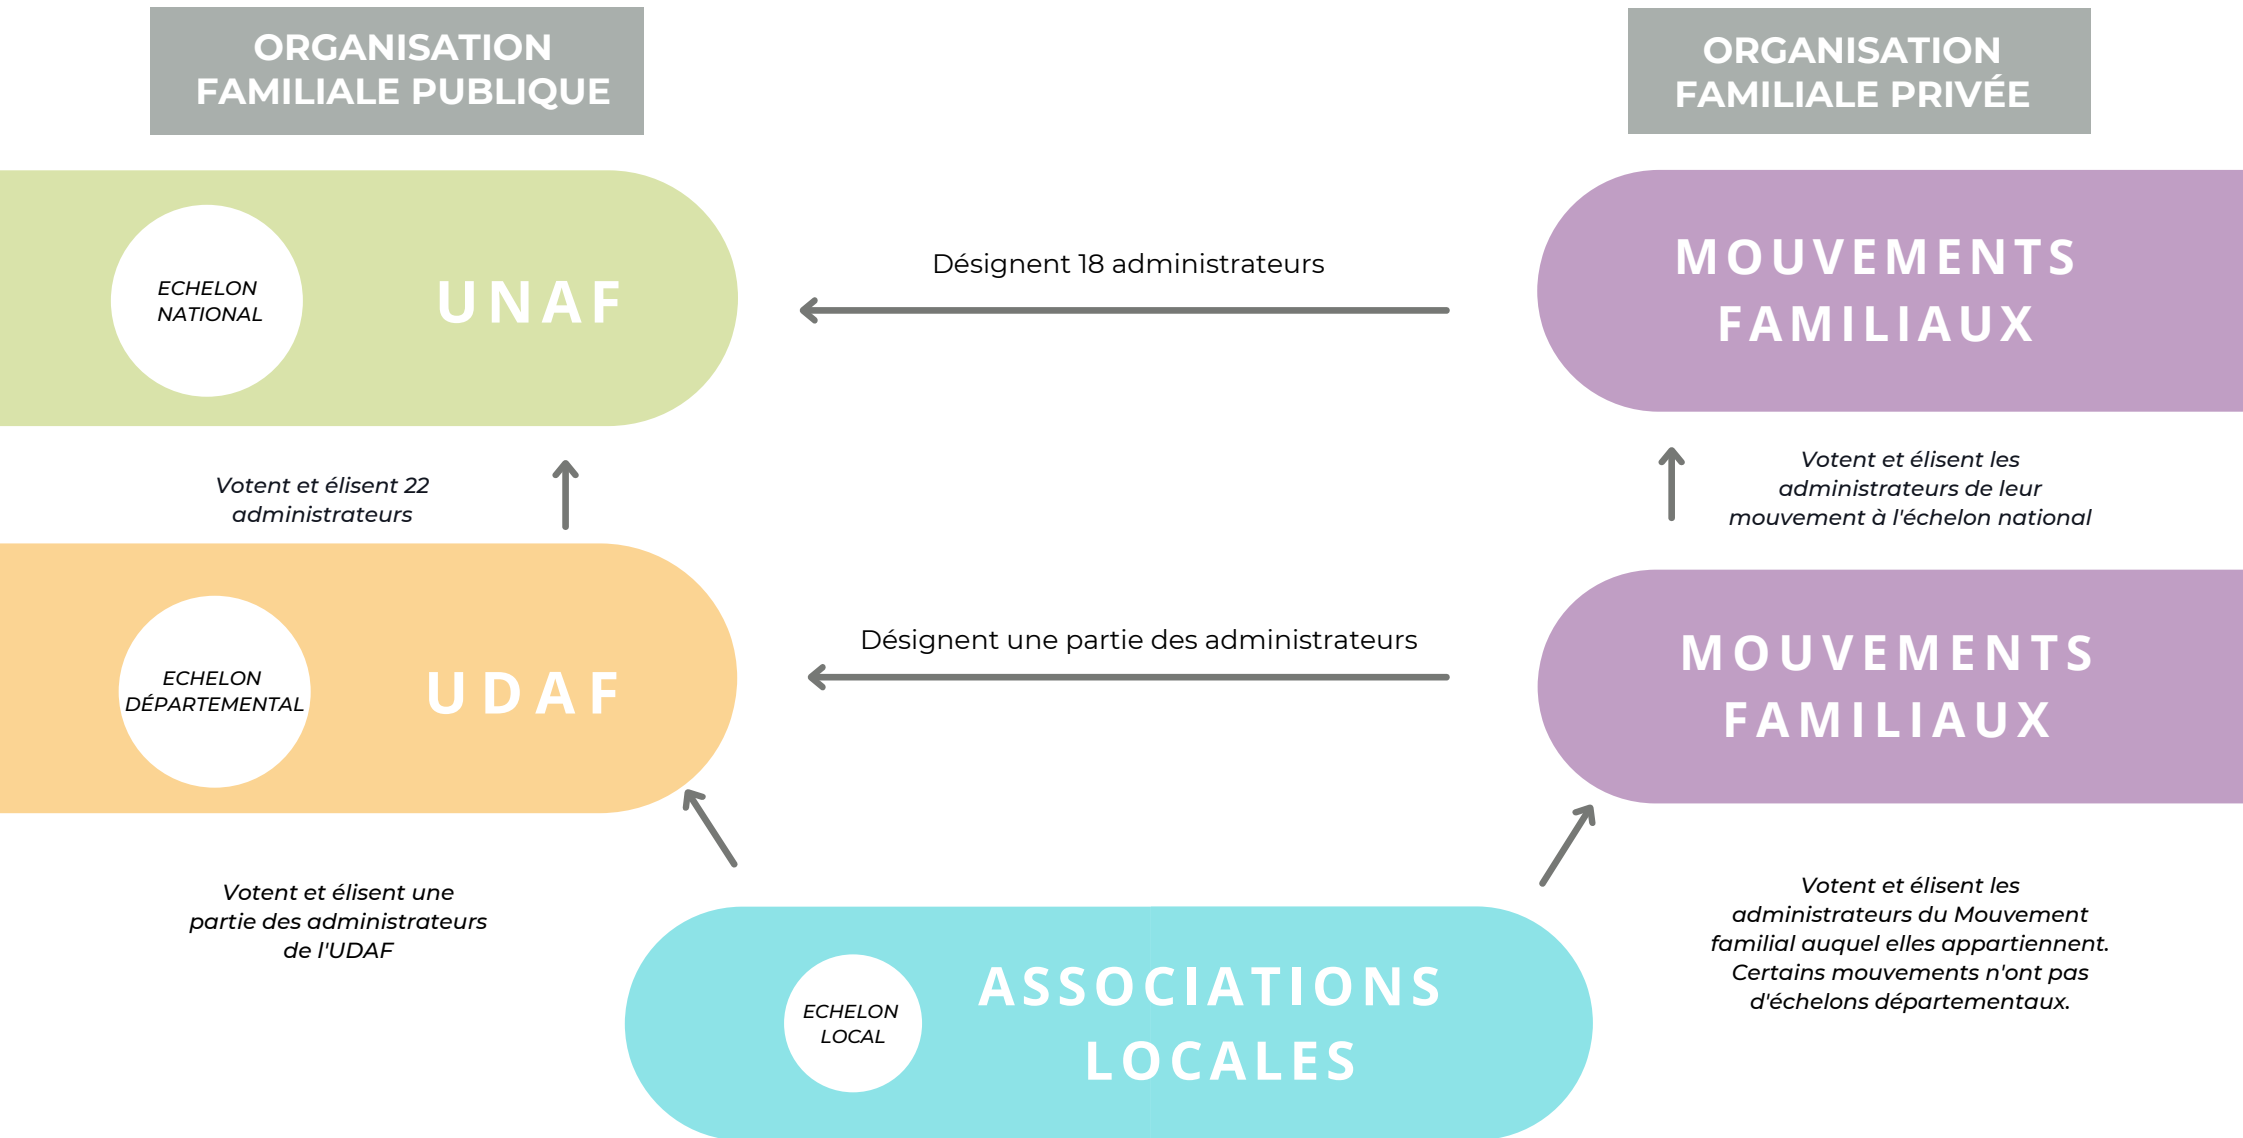 ORGANISATION
FAMILIALE PUBLIQUE
ORGANISATION
FAMILIALE PRIVÉE
ECHELON
NATIONAL
UNAF
Désignent 18 administrateurs
MOUVEMENTS
FAMILIAUX
Votent et élisent 22
administrateurs
Votent et élisent les
administrateurs de leur
mouvement à l'échelon national
ECHELON
DÉPARTEMENTAL
UDAF
Désignent une partie des administrateurs
MOUVEMENTS
FAMILIAUX
Votent et élisent une
partie des administrateurs
de l'UDAF
Votent et élisent les
administrateurs du Mouvement
familial auquel elles appartiennent.
Certains mouvements n'ont pas
d'échelons départementaux.
ECHELON
LOCAL
ASSOCIATIONS
LOCALES